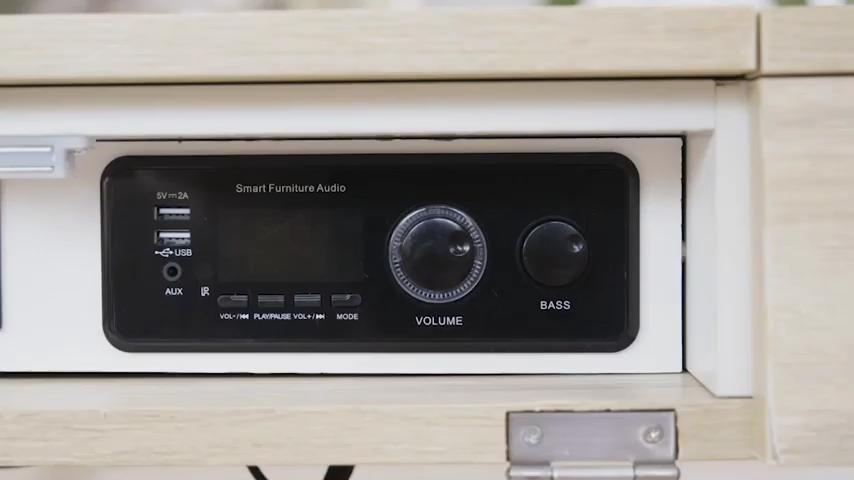 Smart Furniture Audio
5V⎓2A
USB
AUX
IR
VOL-/⏮
PLAY/PAUSE
VOL+/⏭
MODE
VOLUME
BASS